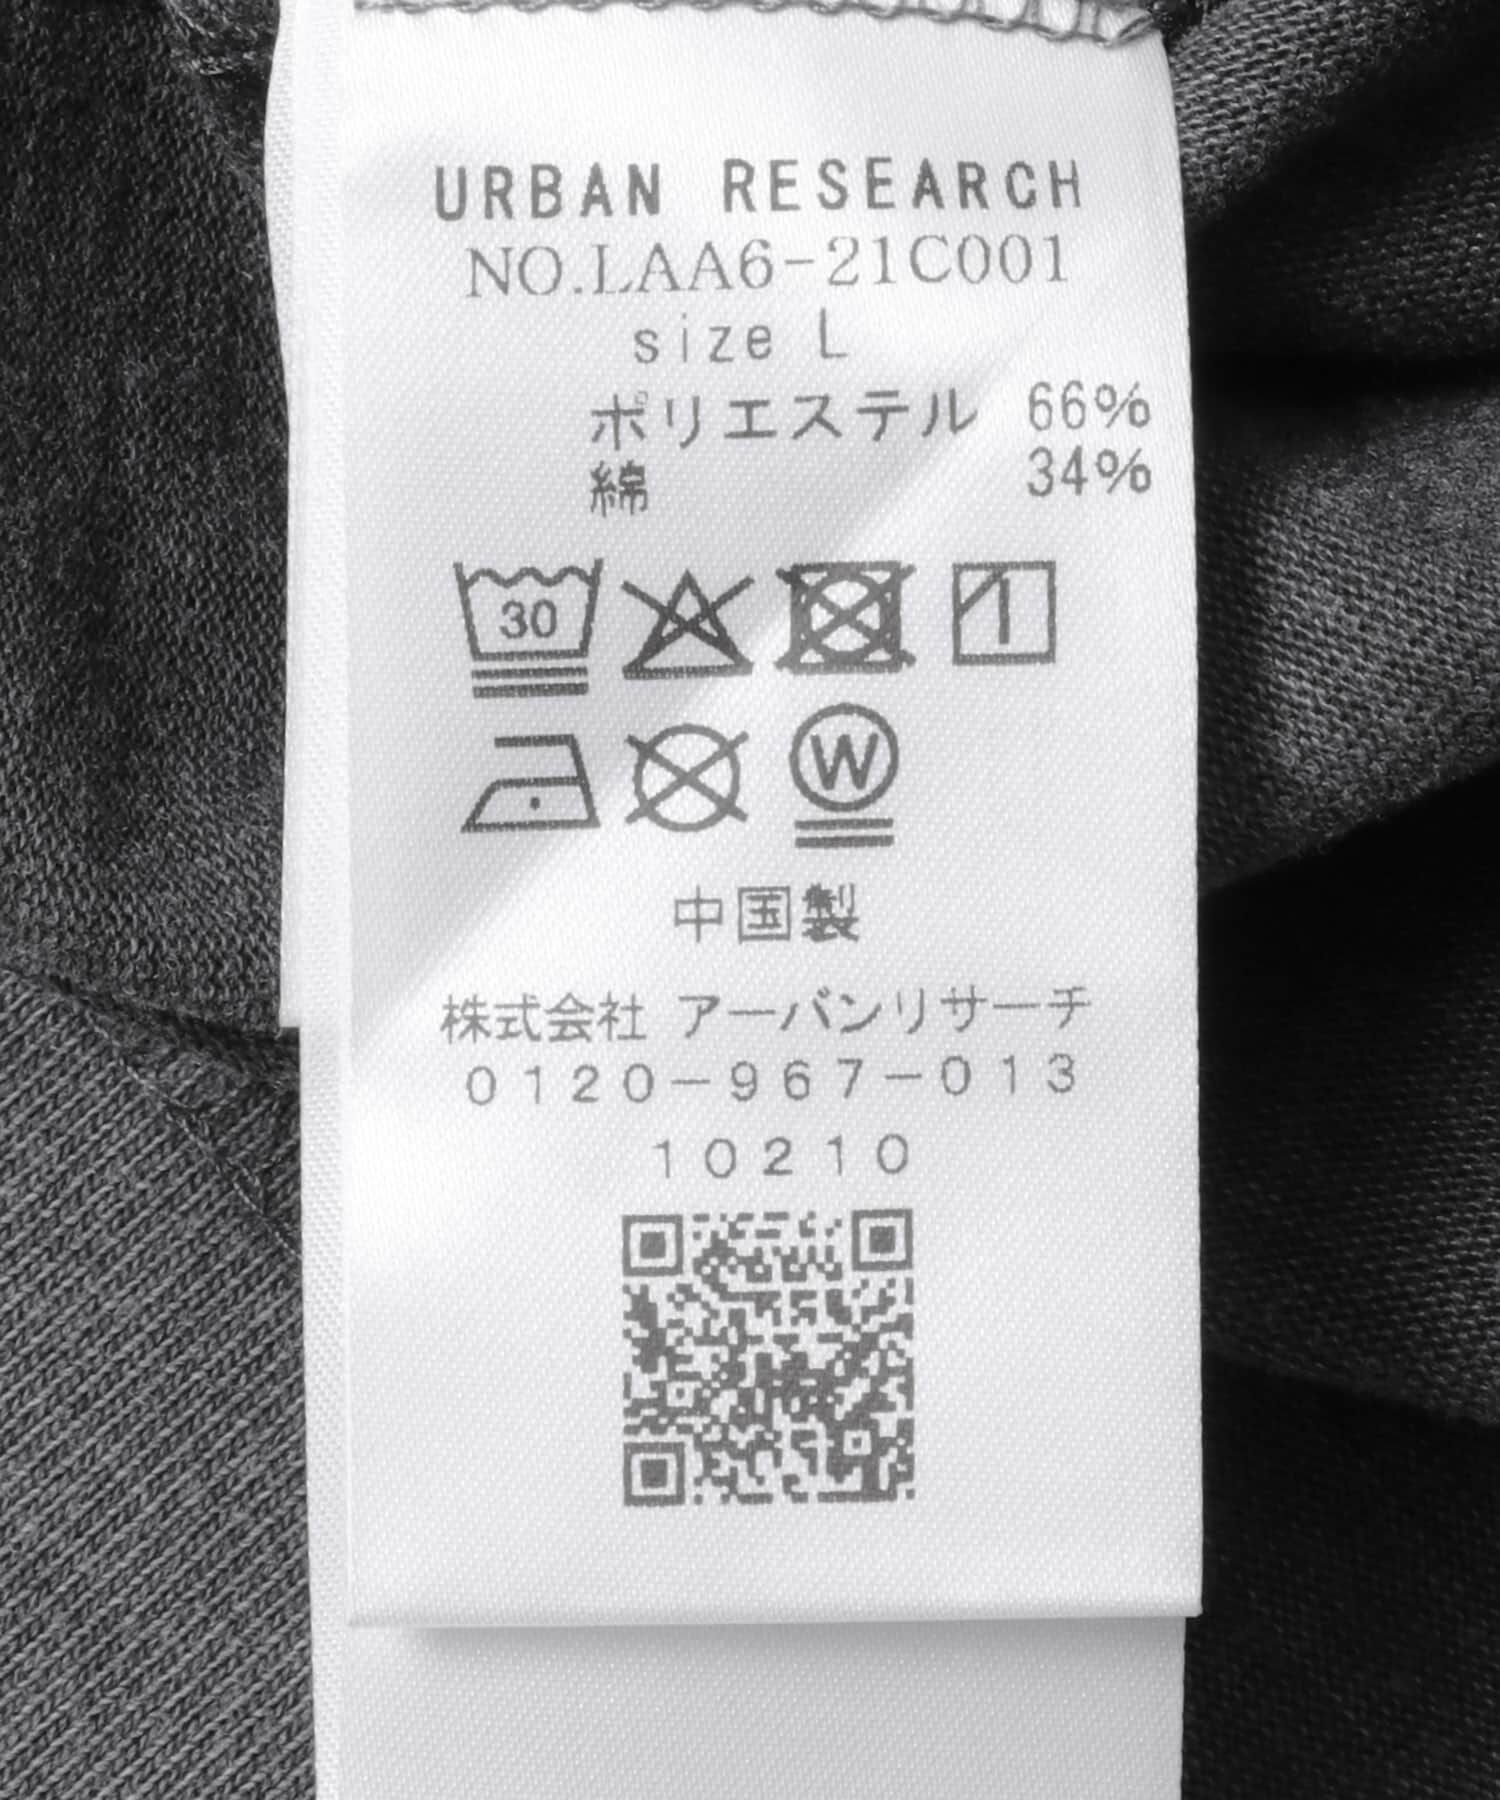 URBAN RESEARCH
NO.LAA6-21C001
size L
ポリエステル 66%
綿 34%
30
W
中国製
株式会社 アーバンリサーチ
0120-967-013
10210